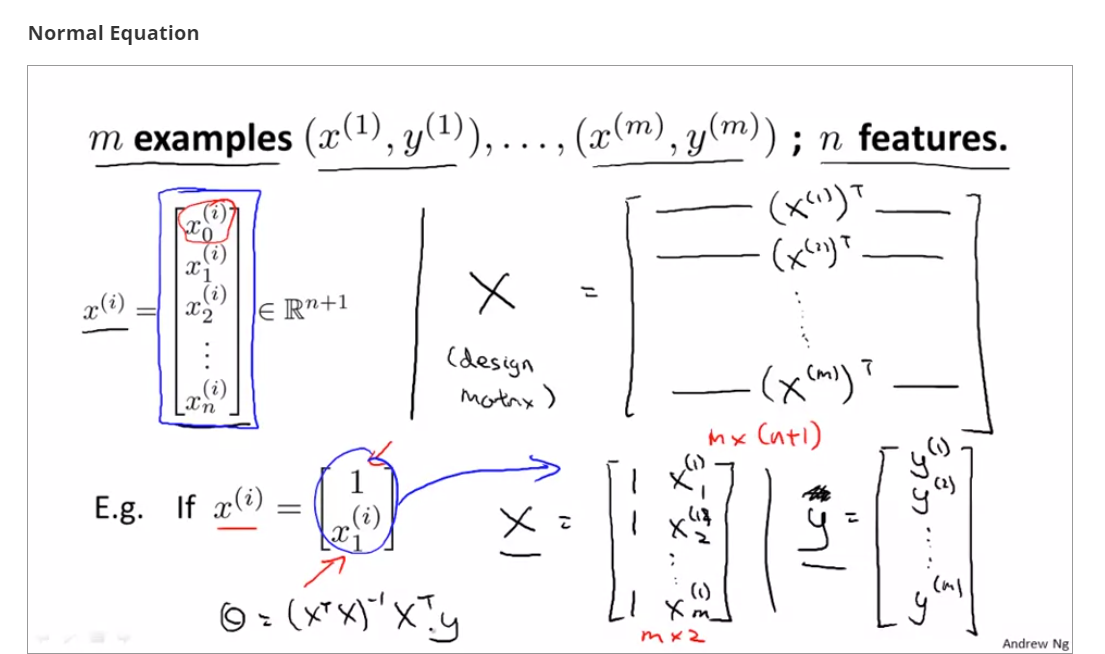 Normal Equation
m examples (x^(1), y^(1)), . . . , (x^(m), y^(m)) ; n features.
x^(i) = [x_0^(i) x_1^(i) x_2^(i) ⋮ x_n^(i)] ∈ ℝ^{n+1}
X = [— (x^(1))^T — — (x^(2))^T — ⋮ — (x^(m))^T —]
(design
matrix)
m x (n+1)
E.g. If x^(i) = [1 x_1^(i)]
X = [1 x_1^(1) 1 x_2^(1) ⋮ 1 x_m^(1)]
y = [y^(1) y^(2) ⋮ y^(m)]
Θ = (X^T X)^{-1} X^T y
m x 2
Andrew Ng